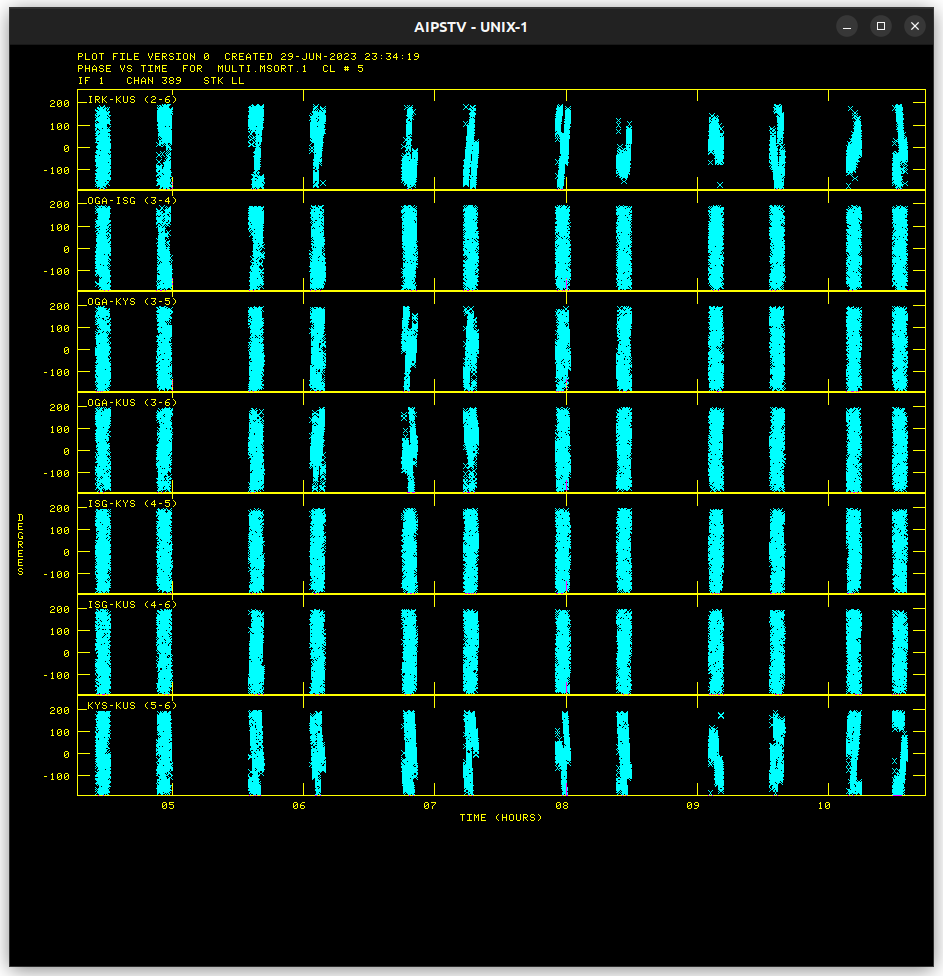 AIPSTV - UNIX-1
PLOT FILE VERSION 0 CREATED 29-JUN-2023 23:34:19
PHASE VS TIME FOR MULTI.MSORT.1 CL # 5
IF 1 CHAN 389 STK LL
IRK-KUS (2-6)
200
100
0
-100
OGA-ISG (3-4)
200
100
0
-100
OGA-KYS (3-5)
200
100
0
-100
OGA-KUS (3-6)
200
100
0
-100
ISG-KYS (4-5)
200
100
0
-100
DEGREES
ISG-KUS (4-6)
200
100
0
-100
KYS-KUS (5-6)
200
100
0
-100
05 06 07 08 09 10
TIME (HOURS)